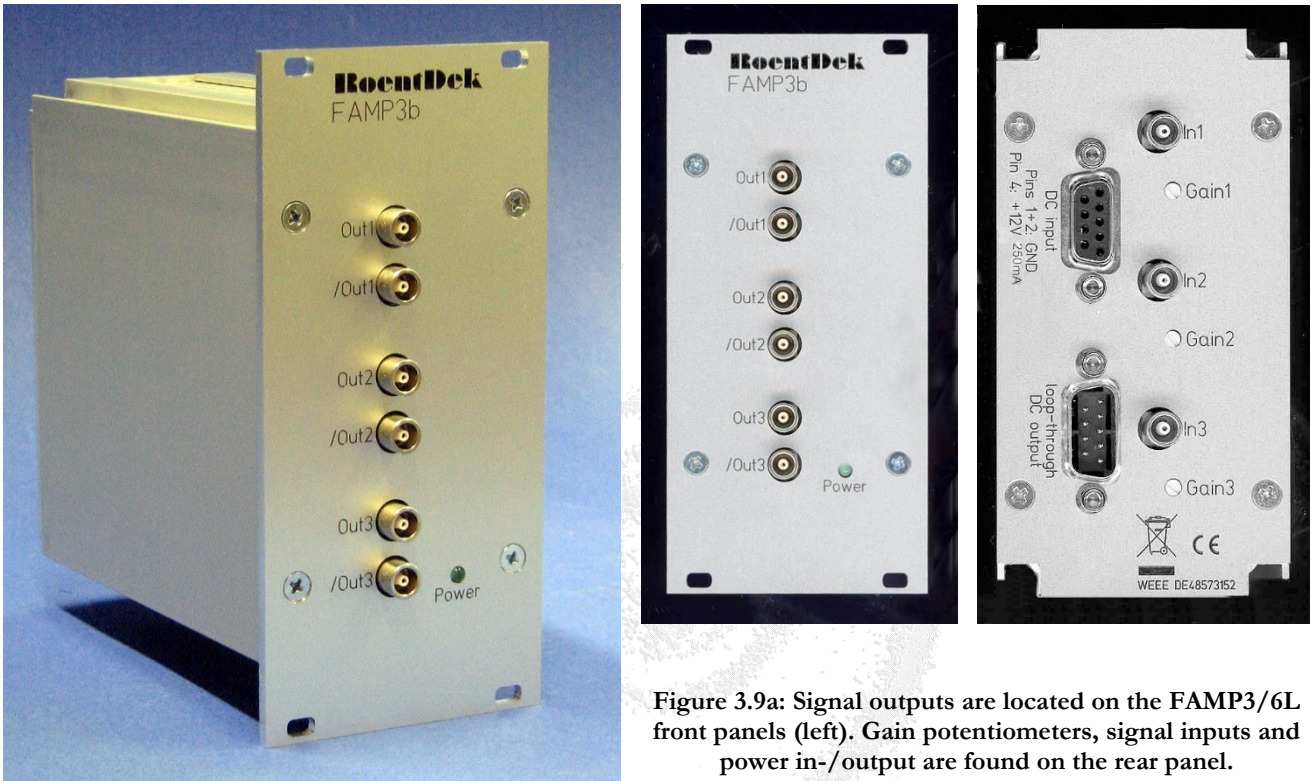 RoentDek
FAMP3b
Out1
/Out1
Out2
/Out2
Out3
/Out3
Power
RoentDek
FAMP3b
Out1
/Out1
Out2
/Out2
Out3
/Out3
Power
In1
Gain1
In2
Gain2
In3
Gain3
DC input
Pins 1+2: GND
Pin 4: +12V 250mA
loop-through
DC output
CE
WEEE DE48573152
Figure 3.9a: Signal outputs are located on the FAMP3/6L
front panels (left). Gain potentiometers, signal inputs and
power in-/output are found on the rear panel.